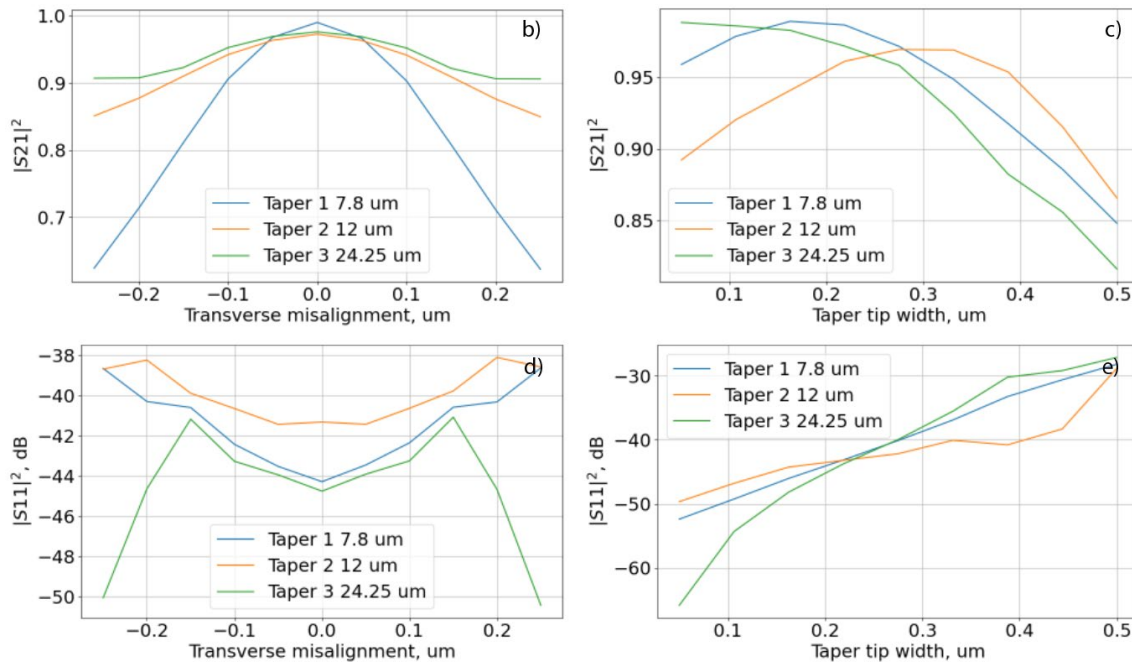 b)
1.0
0.9
0.8
0.7
|S21|²
Taper 1 7.8 um
Taper 2 12 um
Taper 3 24.25 um
−0.2 −0.1 0.0 0.1 0.2
Transverse misalignment, um
c)
0.95
0.90
0.85
|S21|²
Taper 1 7.8 um
Taper 2 12 um
Taper 3 24.25 um
0.1 0.2 0.3 0.4 0.5
Taper tip width, um
d)
−38
−40
−42
−44
−46
−48
−50
|S11|², dB
Taper 1 7.8 um
Taper 2 12 um
Taper 3 24.25 um
−0.2 −0.1 0.0 0.1 0.2
Transverse misalignment, um
e)
−30
−40
−50
−60
|S11|², dB
Taper 1 7.8 um
Taper 2 12 um
Taper 3 24.25 um
0.1 0.2 0.3 0.4 0.5
Taper tip width, um